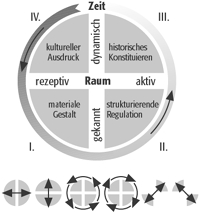 Zeit
IV.
III.
kultureller
Ausdruck
dynamisch
historisches
Konstituieren
rezeptiv
Raum
aktiv
materiale
Gestalt
gekannt
strukturierende
Regulation
I.
II.